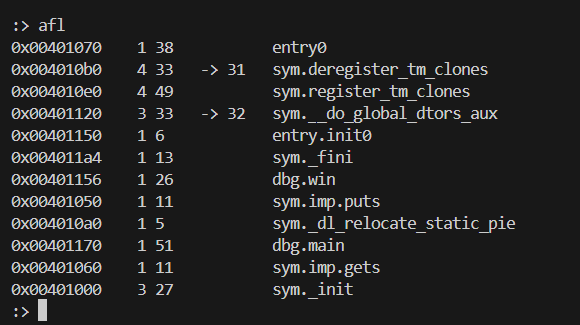 :> afl
0x00401070    1 38           entry0
0x004010b0    4 33   -> 31   sym.deregister_tm_clones
0x004010e0    4 49           sym.register_tm_clones
0x00401120    3 33   -> 32   sym.__do_global_dtors_aux
0x00401150    1 6            entry.init0
0x004011a4    1 13           sym._fini
0x00401156    1 26           dbg.win
0x00401050    1 11           sym.imp.puts
0x004010a0    1 5            sym._dl_relocate_static_pie
0x00401170    1 51           dbg.main
0x00401060    1 11           sym.imp.gets
0x00401000    3 27           sym._init
:>